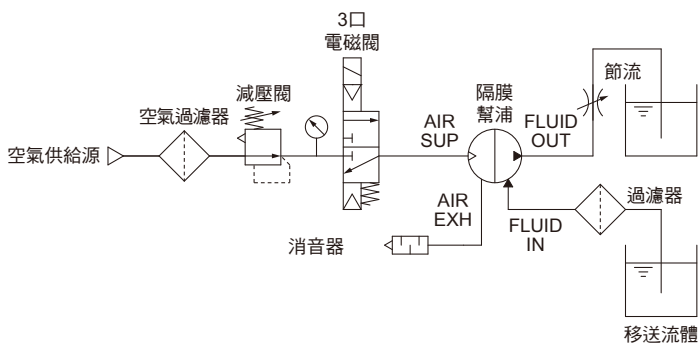 3口
電磁閥
減壓閥
空氣過濾器
空氣供給源
AIR
SUP
隔膜
幫浦
FLUID
OUT
節流
AIR
EXH
FLUID
IN
過濾器
消音器
移送流體